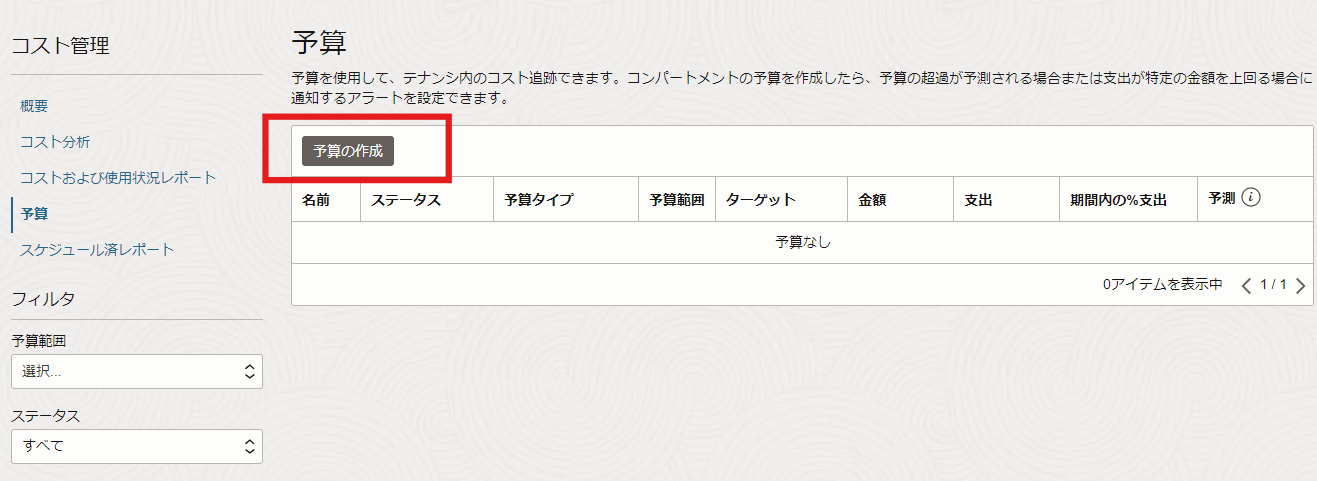 コスト管理
概要
コスト分析
コストおよび使用状況レポート
予算
スケジュール済レポート
フィルタ
予算範囲
選択...
ステータス
すべて
予算
予算を使用して、テナンシ内のコスト追跡できます。コンパートメントの予算を作成したら、予算の超過が予測される場合または支出が特定の金額を上回る場合に
通知するアラートを設定できます。
予算の作成
名前 ステータス 予算タイプ 予算範囲 ターゲット 金額 支出 期間内の%支出 予測 i
予算なし
0アイテムを表示中 1 / 1